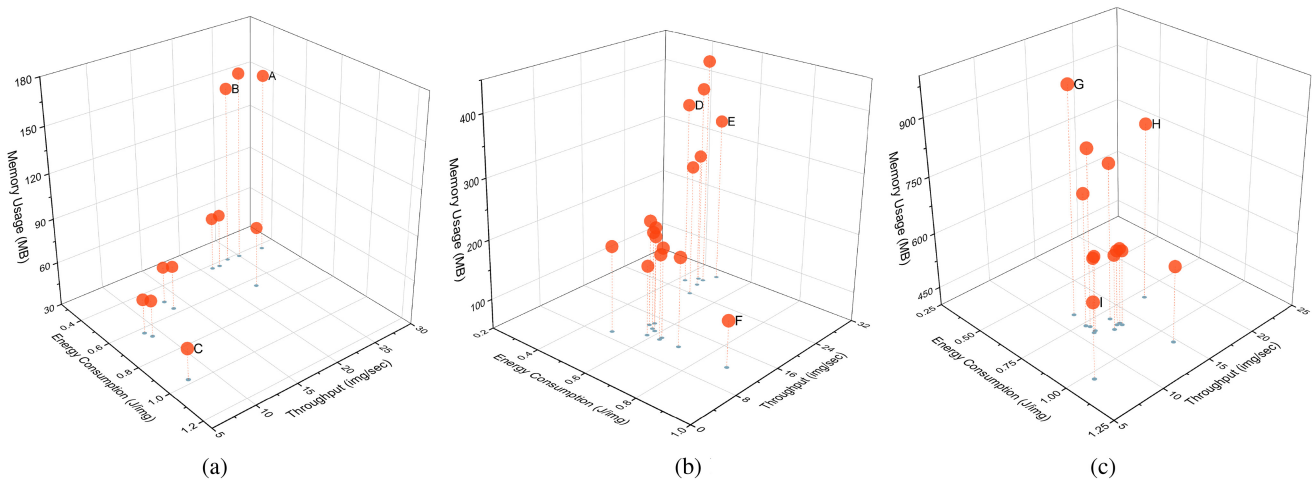 180
150
120
90
60
30
Memory Usage (MB)
0.4
0.6
0.8
1.0
1.2
Energy Consumption (J/img)
5
10
15
20
25
30
Throughput (img/sec)
A
B
C
(a)
400
300
200
100
Memory Usage (MB)
0.2
0.4
0.6
0.8
1.0
Energy Consumption (J/img)
0
8
16
24
32
Throughput (img/sec)
D
E
F
(b)
900
750
600
450
Memory Usage (MB)
0.25
0.50
0.75
1.00
1.25
Energy Consumption (J/img)
5
10
15
20
25
Throughput (img/sec)
G
H
I
(c)